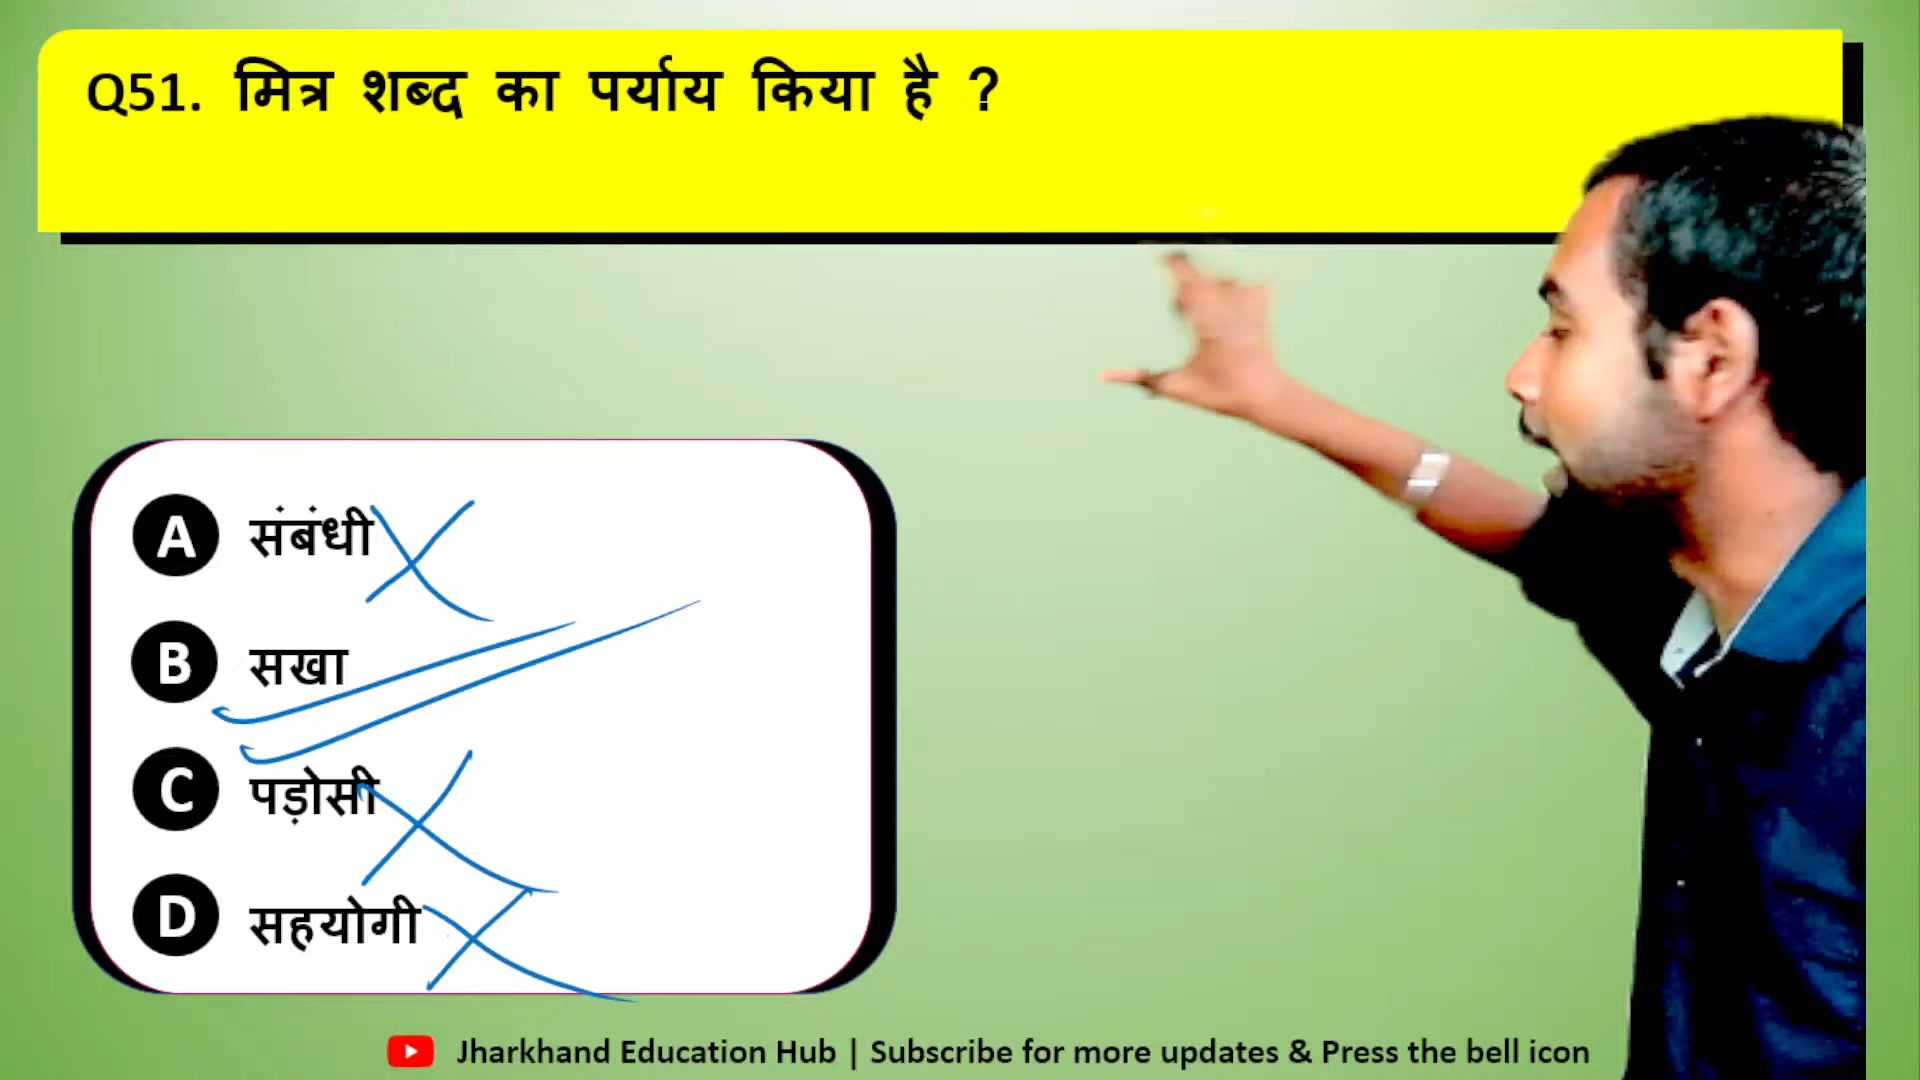 Q51. मित्र शब्द का पर्याय किया है ?
A संबंधी
B सखा
C पड़ोसी
D सहयोगी
Jharkhand Education Hub | Subscribe for more updates & Press the bell icon